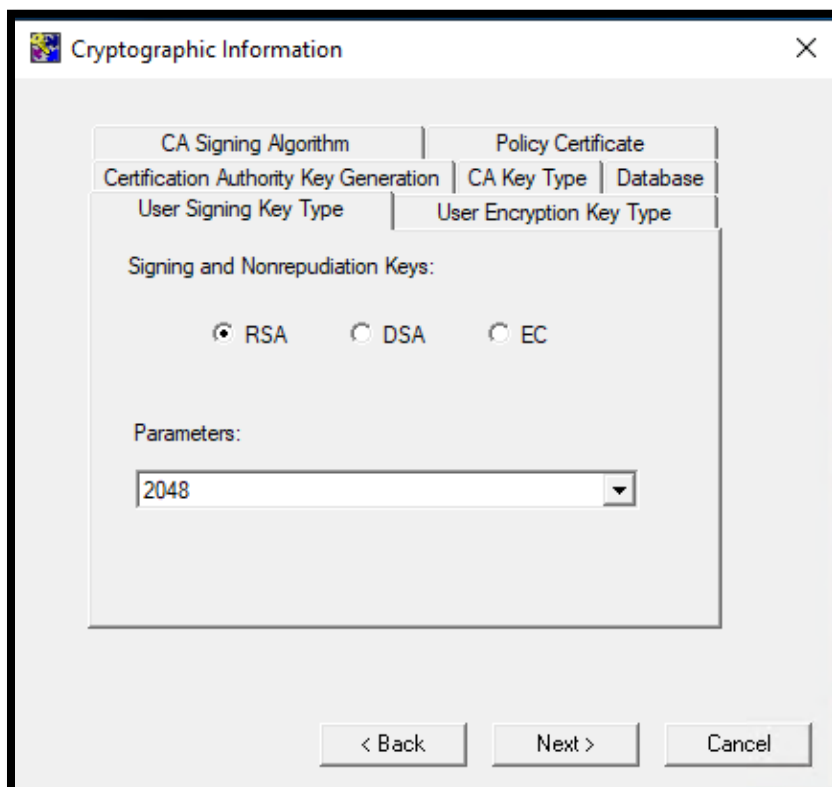 Cryptographic Information
CA Signing Algorithm Policy Certificate
Certification Authority Key Generation CA Key Type Database
User Signing Key Type User Encryption Key Type
Signing and Nonrepudiation Keys:
RSA DSA EC
Parameters:
2048
< Back Next > Cancel